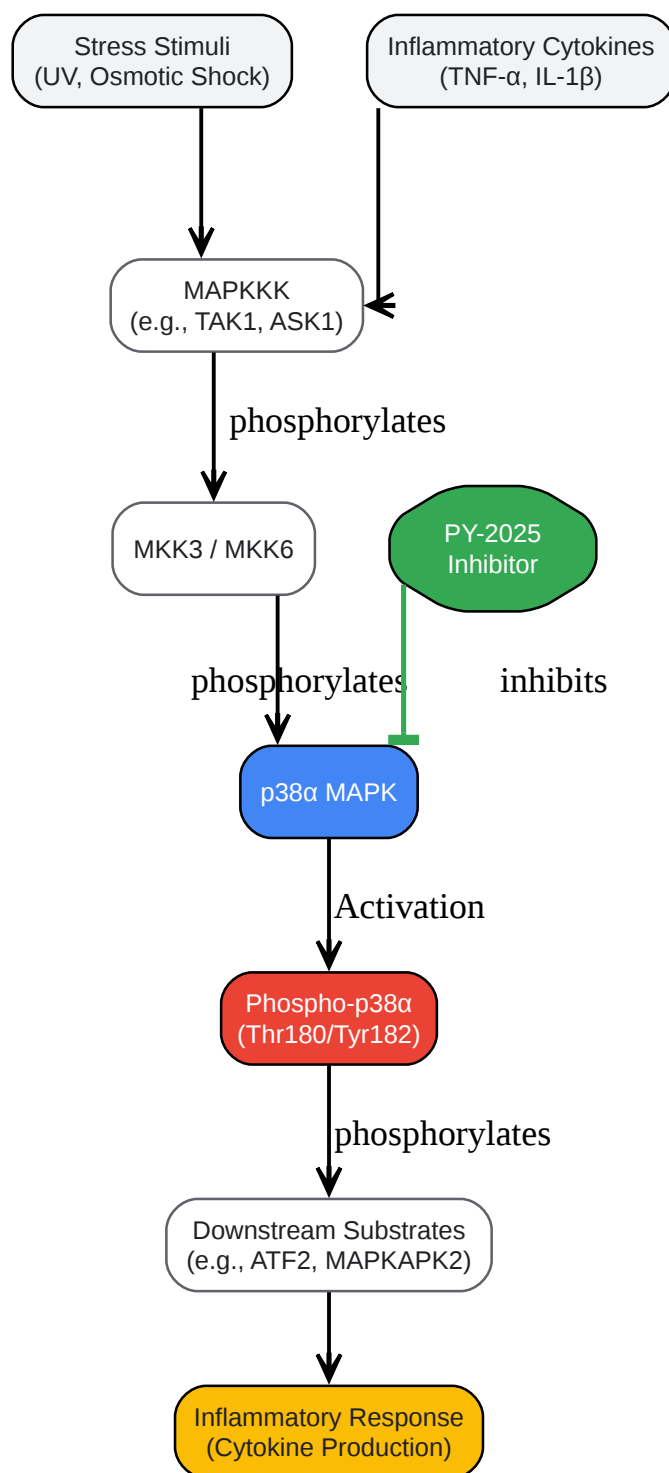 Stress Stimuli
(UV, Osmotic Shock)
Inflammatory Cytokines
(TNF-α, IL-1β)
MAPKKK
(e.g., TAK1, ASK1)
phosphorylates
MKK3 / MKK6
PY-2025
Inhibitor
phosphorylates
inhibits
p38α MAPK
Activation
Phospho-p38α
(Thr180/Tyr182)
phosphorylates
Downstream Substrates
(e.g., ATF2, MAPKAPK2)
Inflammatory Response
(Cytokine Production)